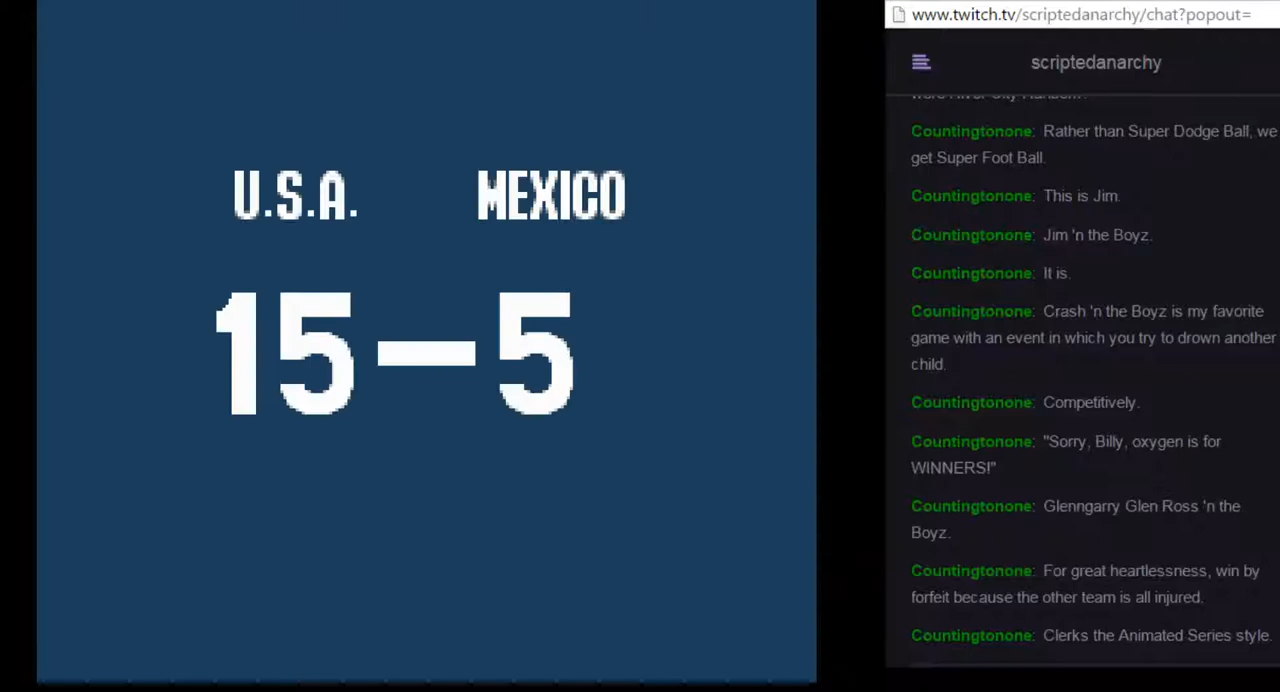 U.S.A. MEXICO
15-5
www.twitch.tv/scriptedanarchy/chat?popout=
scriptedanarchy
Countingtonone: Rather than Super Dodge Ball, we
get Super Foot Ball.
Countingtonone: This is Jim.
Countingtonone: Jim 'n the Boyz.
Countingtonone: It is.
Countingtonone: Crash 'n the Boyz is my favorite
game with an event in which you try to drown another
child.
Countingtonone: Competitively.
Countingtonone: "Sorry, Billy, oxygen is for
WINNERS!"
Countingtonone: Glenngarry Glen Ross 'n the
Boyz.
Countingtonone: For great heartlessness, win by
forfeit because the other team is all injured.
Countingtonone: Clerks the Animated Series style.